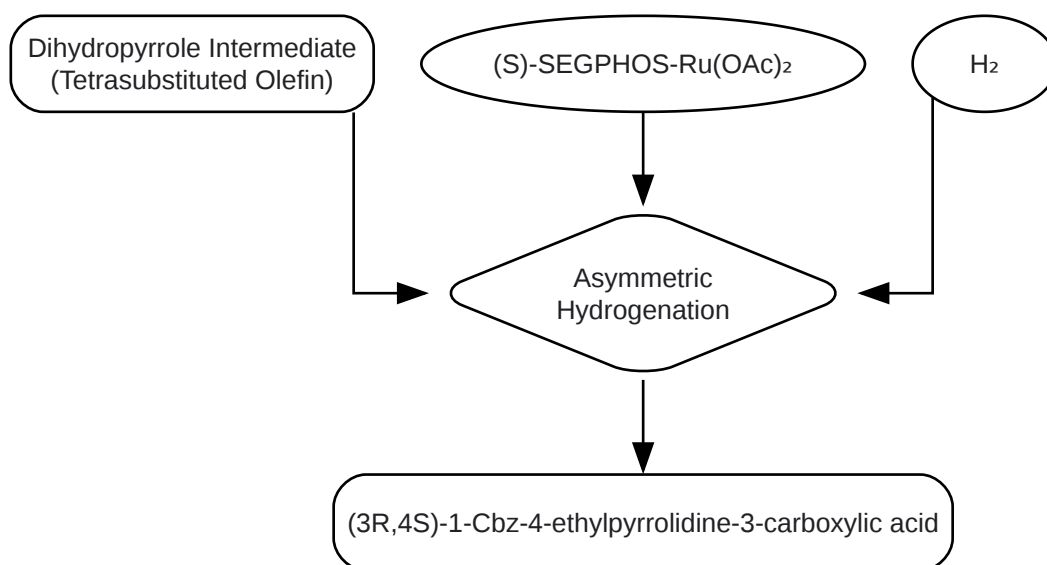 Dihydropyrrole Intermediate
(Tetrasubstituted Olefin)
(S)-SEGPHOS-Ru(OAc)₂
H₂
Asymmetric
Hydrogenation
(3R,4S)-1-Cbz-4-ethylpyrrolidine-3-carboxylic acid